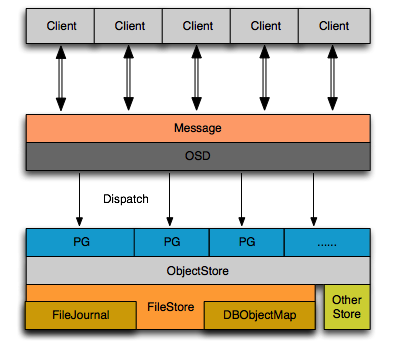 Client Client Client Client Client
Message
OSD
Dispatch
PG PG PG ......
ObjectStore
FileStore
FileJournal DBObjectMap
Other
Store